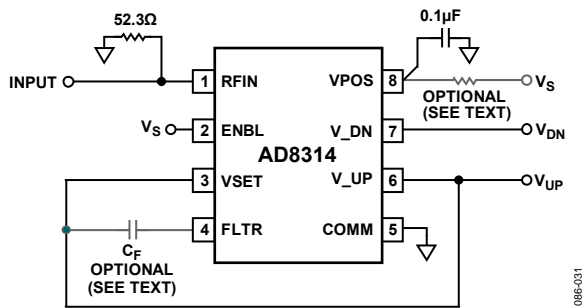 52.3Ω
0.1µF
INPUT
1 RFIN
VPOS 8
VS
OPTIONAL
(SEE TEXT)
VS
2 ENBL
V_DN 7
VDN
AD8314
3 VSET
V_UP 6
VUP
4 FLTR
COMM 5
CF
OPTIONAL
(SEE TEXT)
086-031